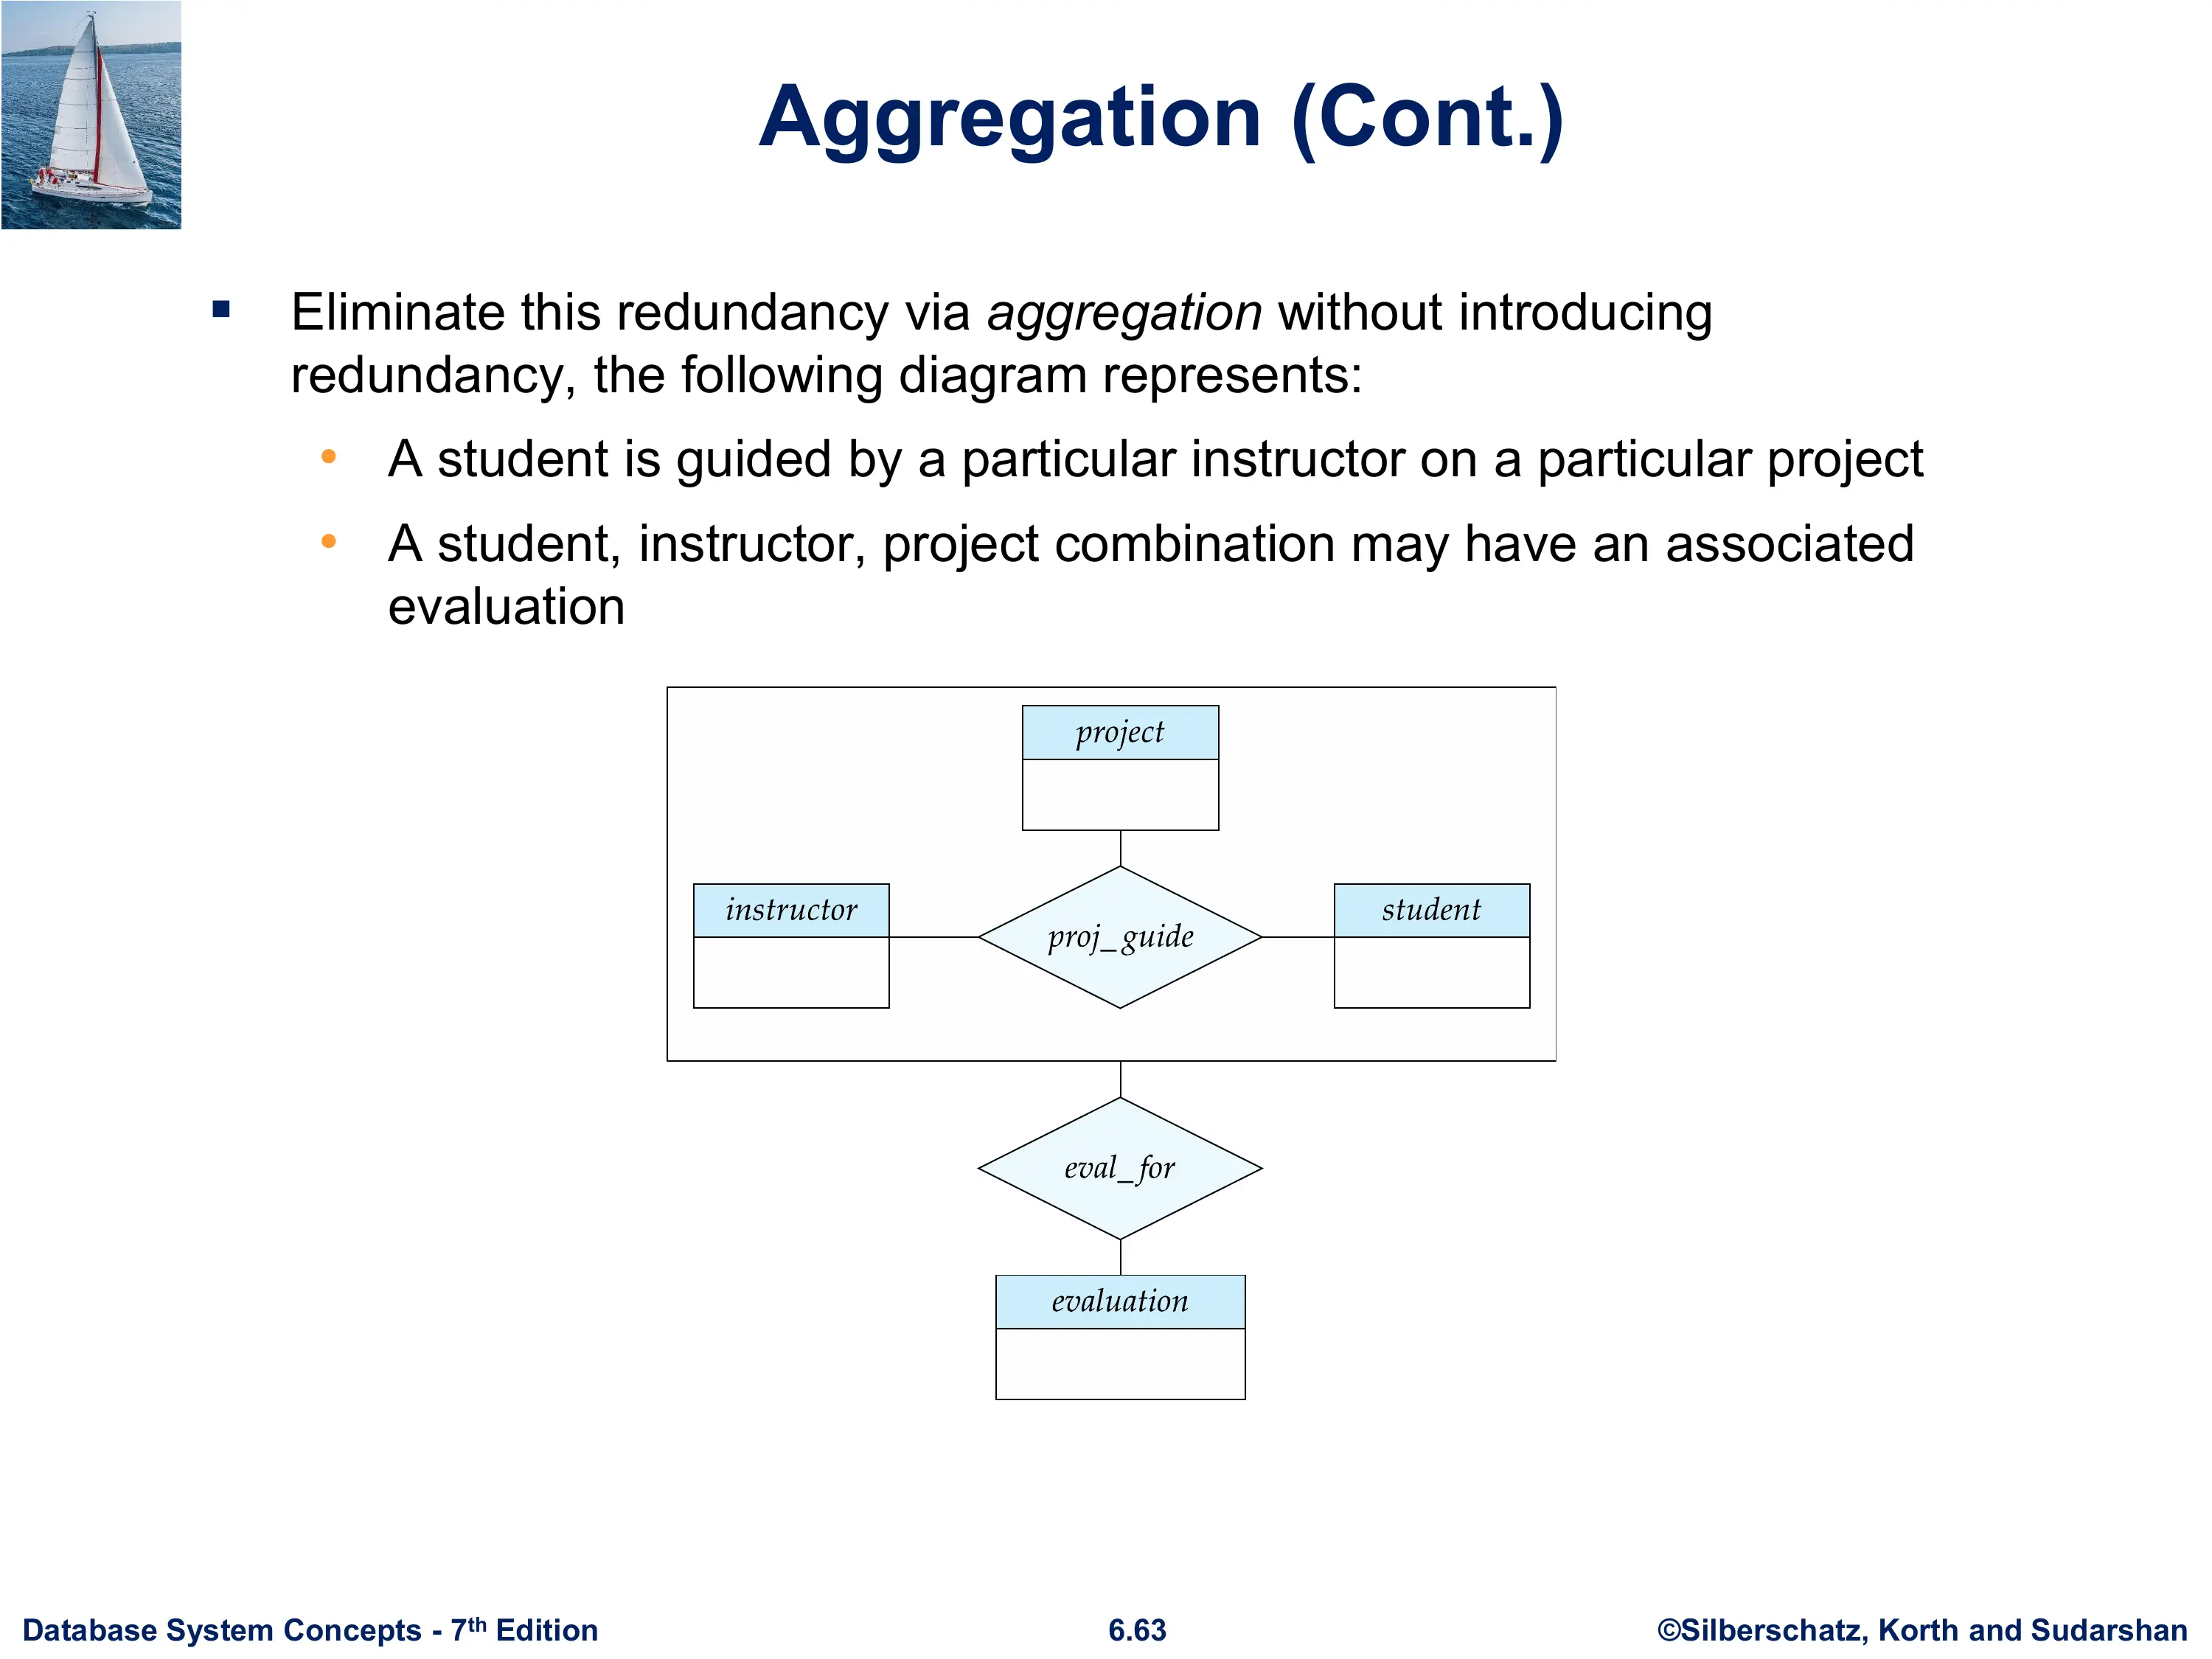 Aggregation (Cont.)
Eliminate this redundancy via aggregation without introducing
redundancy, the following diagram represents:
A student is guided by a particular instructor on a particular project
A student, instructor, project combination may have an associated
evaluation
project
instructor
proj_guide
student
eval_for
evaluation
Database System Concepts - 7th Edition
6.63
©Silberschatz, Korth and Sudarshan